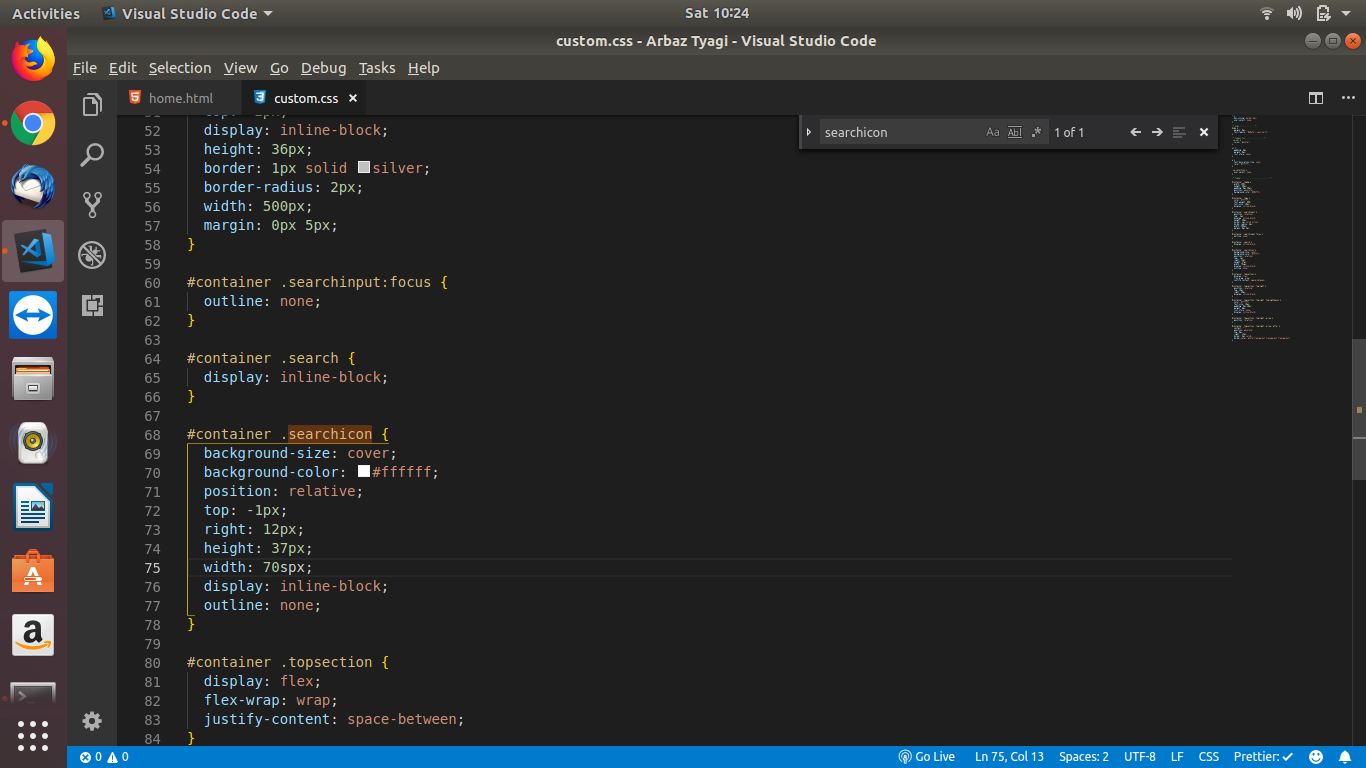 Activities Visual Studio Code Sat 10:24
custom.css - Arbaz Tyagi - Visual Studio Code
File Edit Selection View Go Debug Tasks Help
home.html custom.css
searchicon Aa Abl .* 1 of 1
52 display: inline-block;
53 height: 36px;
54 border: 1px solid silver;
55 border-radius: 2px;
56 width: 500px;
57 margin: 0px 5px;
58 }
59
60 #container .searchinput:focus {
61 outline: none;
62 }
63
64 #container .search {
65 display: inline-block;
66 }
67
68 #container .searchicon {
69 background-size: cover;
70 background-color: #ffffff;
71 position: relative;
72 top: -1px;
73 right: 12px;
74 height: 37px;
75 width: 70spx;
76 display: inline-block;
77 outline: none;
78 }
79
80 #container .topsection {
81 display: flex;
82 flex-wrap: wrap;
83 justify-content: space-between;
84 }
0 0 Go Live Ln 75, Col 13 Spaces: 2 UTF-8 LF CSS Prettier: ✓